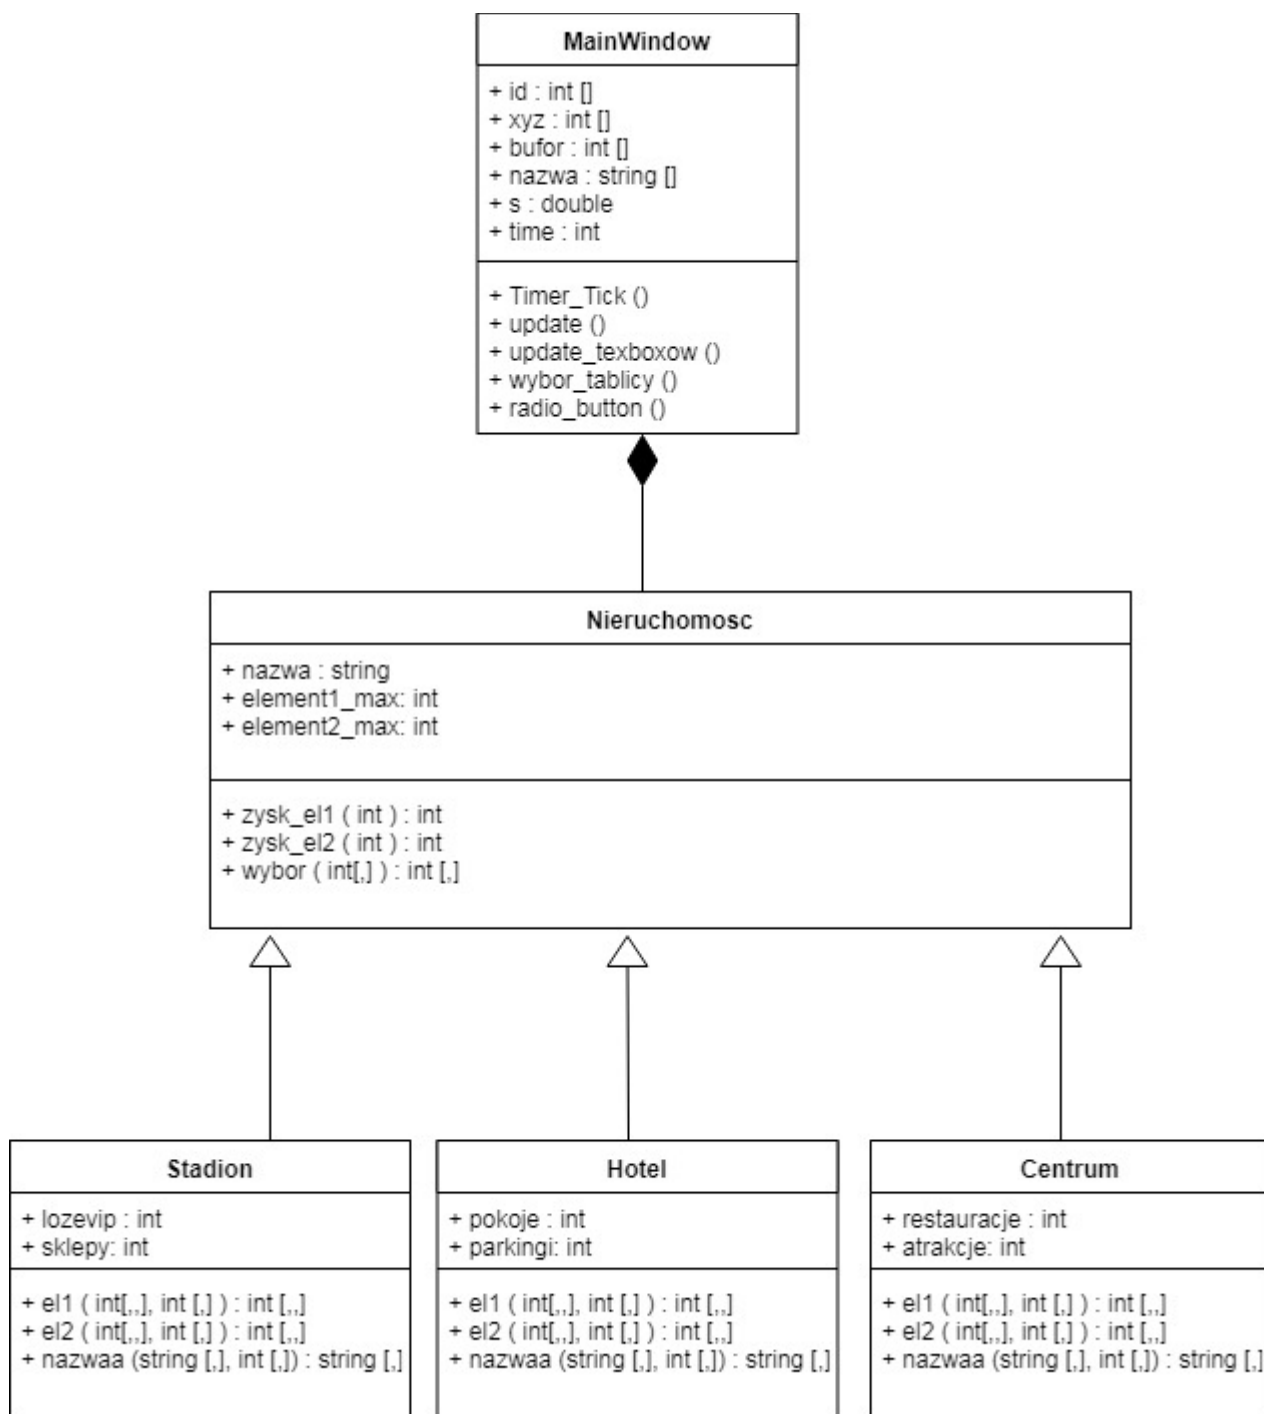 MainWindow
+ id : int []
+ xyz : int []
+ bufor : int []
+ nazwa : string []
+ s : double
+ time : int
+ Timer_Tick ()
+ update ()
+ update_texboxow ()
+ wybor_tablicy ()
+ radio_button ()
Nieruchomosc
+ nazwa : string
+ element1_max: int
+ element2_max: int
+ zysk_el1 ( int ) : int
+ zysk_el2 ( int ) : int
+ wybor ( int[,] ) : int [,]
Stadion
+ lozevip : int
+ sklepy: int
+ el1 ( int[,,], int [,] ) : int [,,]
+ el2 ( int[,,], int [,] ) : int [,,]
+ nazwaa (string [,], int [,]) : string [,]
Hotel
+ pokoje : int
+ parkingi: int
+ el1 ( int[,,], int [,] ) : int [,,]
+ el2 ( int[,,], int [,] ) : int [,,]
+ nazwaa (string [,], int [,]) : string [,]
Centrum
+ restauracje : int
+ atrakcje: int
+ el1 ( int[,,], int [,] ) : int [,,]
+ el2 ( int[,,], int [,] ) : int [,,]
+ nazwaa (string [,], int [,]) : string [,]